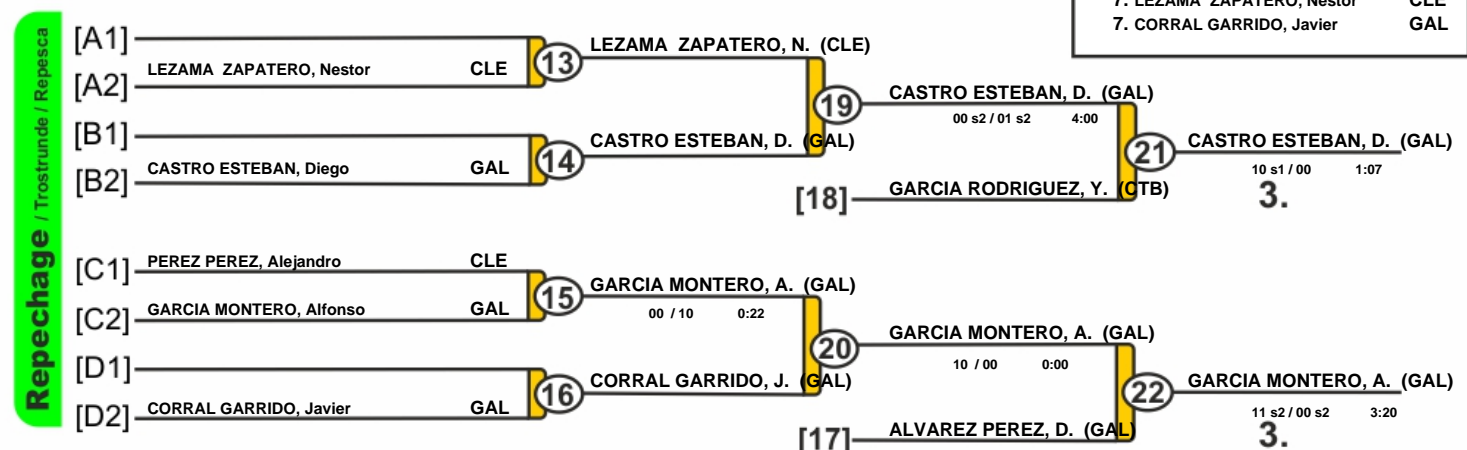 7. LEZAMA ZAPATERO, Nestor CLE
7. CORRAL GARRIDO, Javier GAL
Repechage / Trostrunde / Repesca
[A1]
LEZAMA ZAPATERO, Nestor CLE
[A2]
13
LEZAMA ZAPATERO, N. (CLE)
[B1]
CASTRO ESTEBAN, Diego GAL
[B2]
14
CASTRO ESTEBAN, D. (GAL)
19
CASTRO ESTEBAN, D. (GAL)
00 s2 / 01 s2 4:00
[18] GARCIA RODRIGUEZ, Y. (CTB)
21
CASTRO ESTEBAN, D. (GAL)
10 s1 / 00 1:07
3.
[C1] PEREZ PEREZ, Alejandro CLE
[C2] GARCIA MONTERO, Alfonso GAL
15
GARCIA MONTERO, A. (GAL)
00 / 10 0:22
[D1]
[D2] CORRAL GARRIDO, Javier GAL
16
CORRAL GARRIDO, J. (GAL)
20
GARCIA MONTERO, A. (GAL)
10 / 00 0:00
[17] ALVAREZ PEREZ, D. (GAL)
22
GARCIA MONTERO, A. (GAL)
11 s2 / 00 s2 3:20
3.